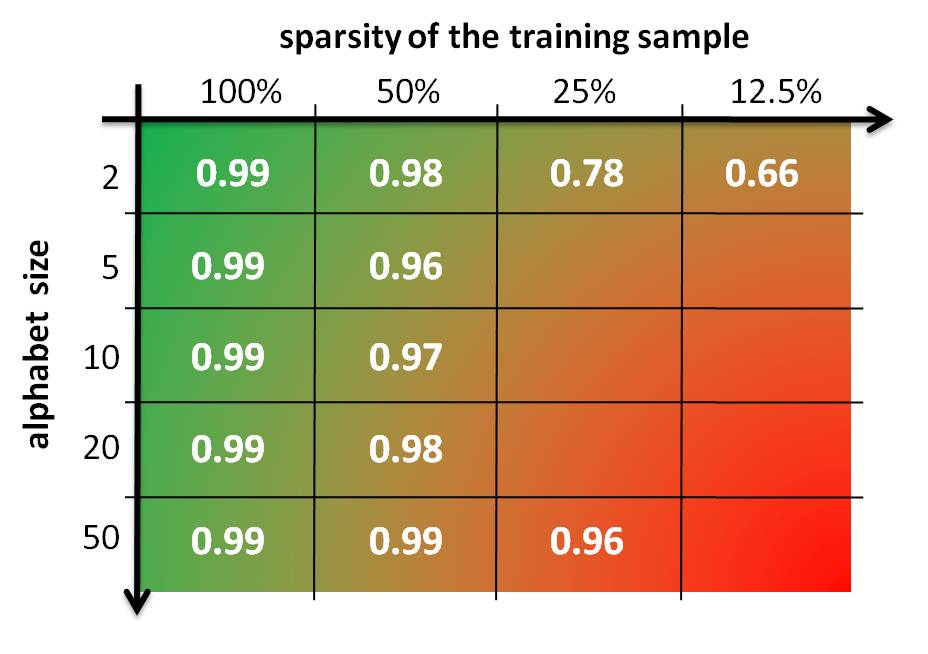 sparsity of the training sample
100% 50% 25% 12.5%
alphabet size
2 0.99 0.98 0.78 0.66
5 0.99 0.96
10 0.99 0.97
20 0.99 0.98
50 0.99 0.99 0.96